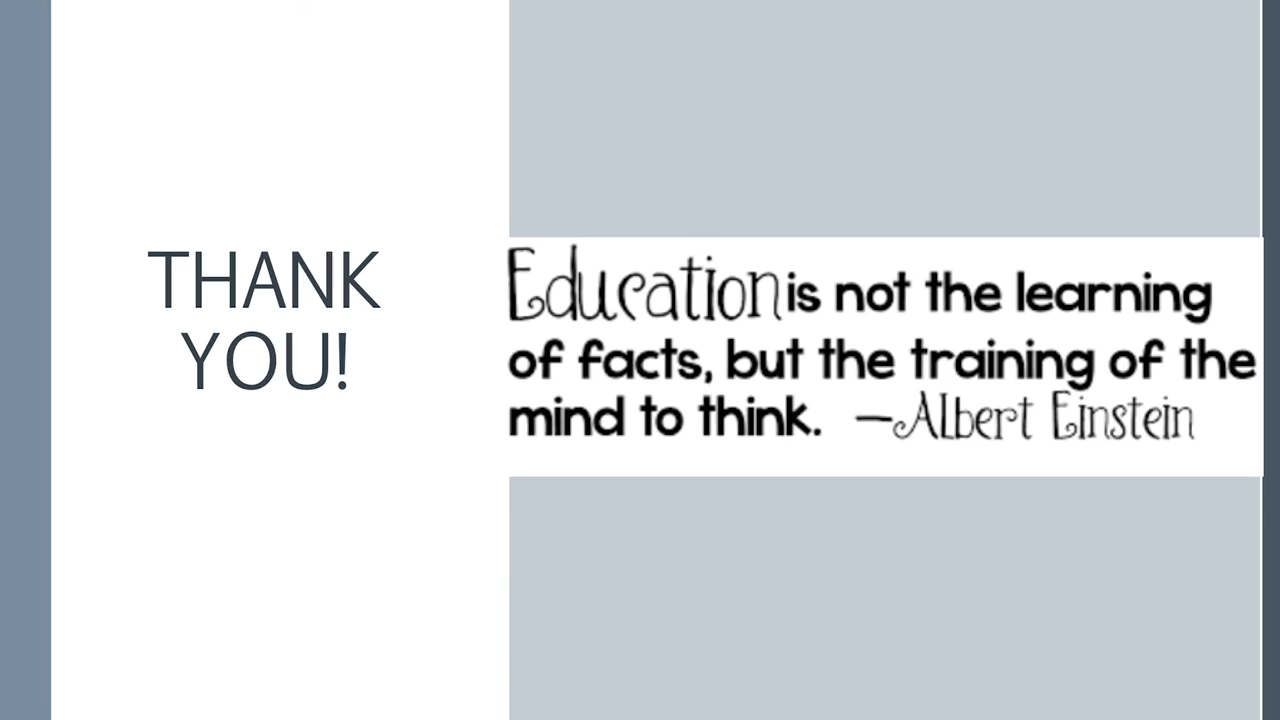 THANK
YOU!
Education is not the learning
of facts, but the training of the
mind to think. —Albert Einstein